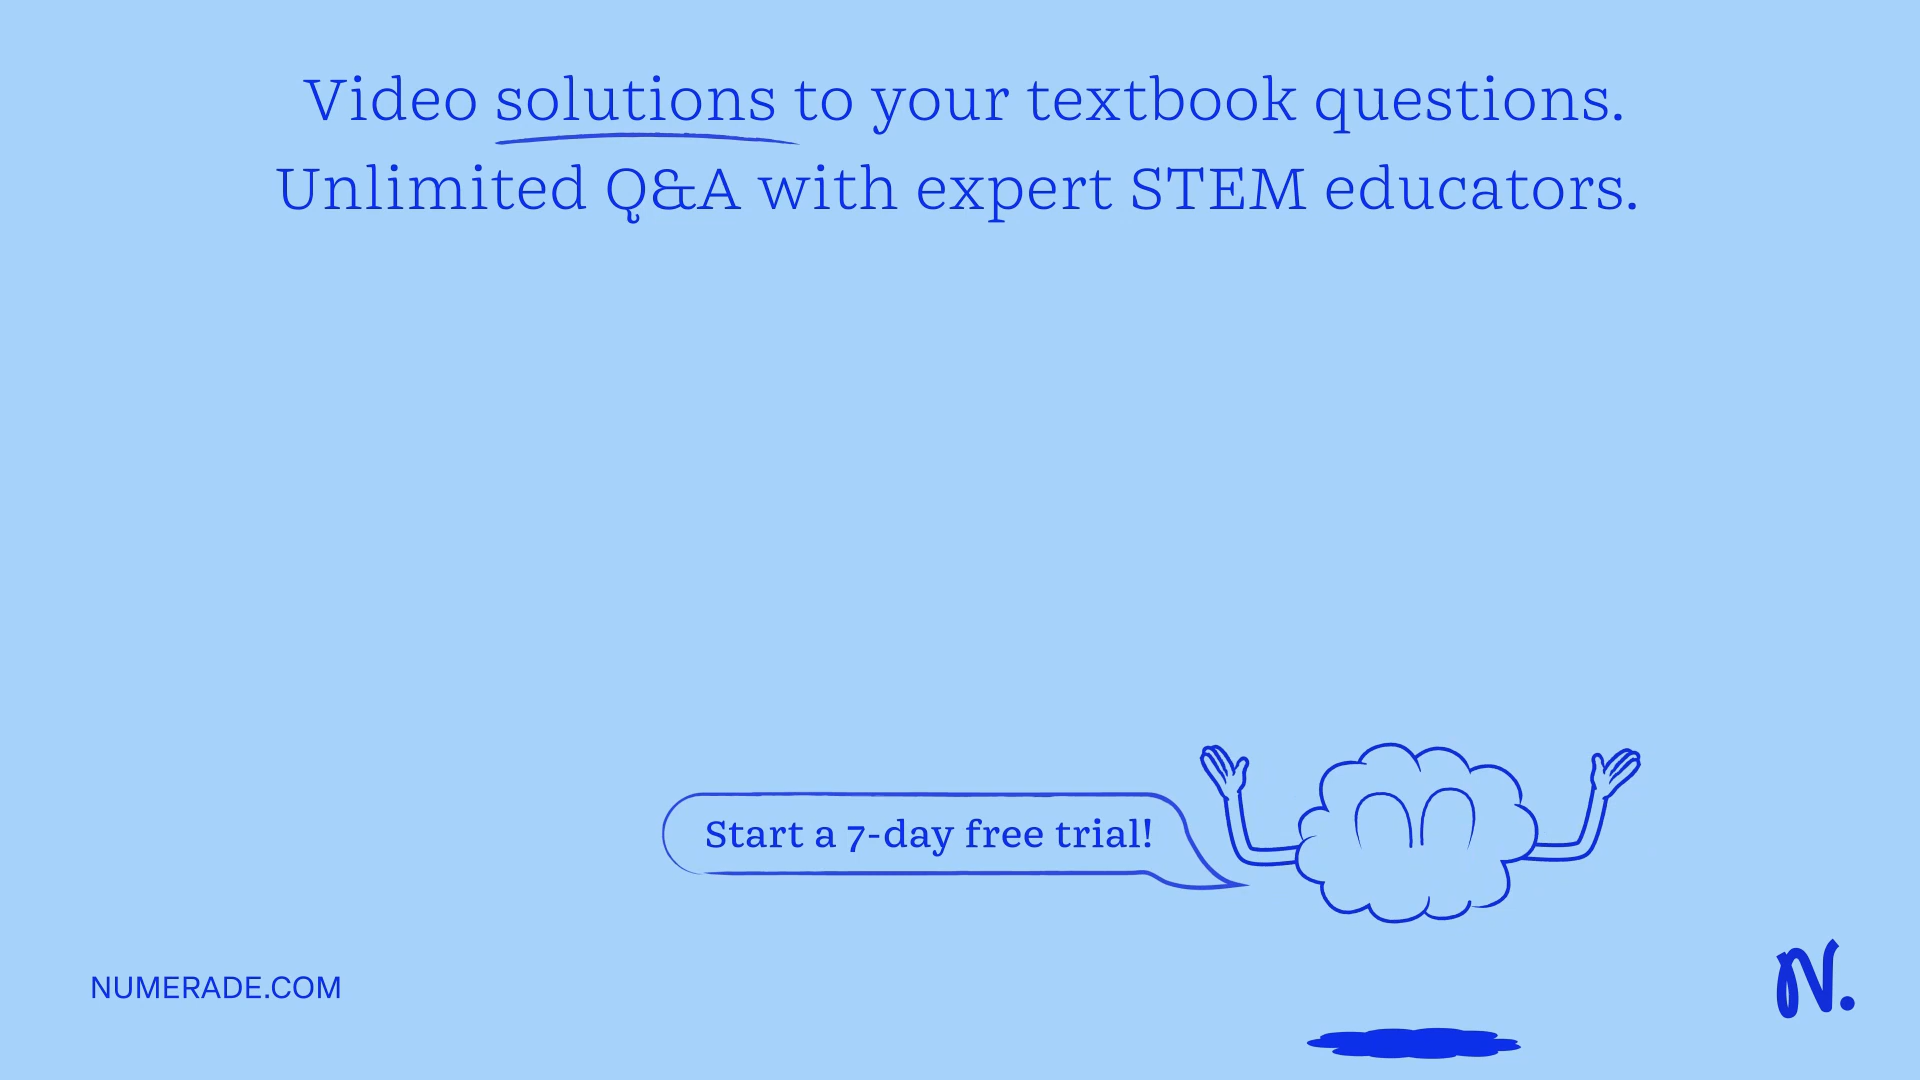 Video solutions to your textbook questions.
Unlimited Q&A with expert STEM educators.
Start a 7-day free trial!
NUMERADE.COM
N.